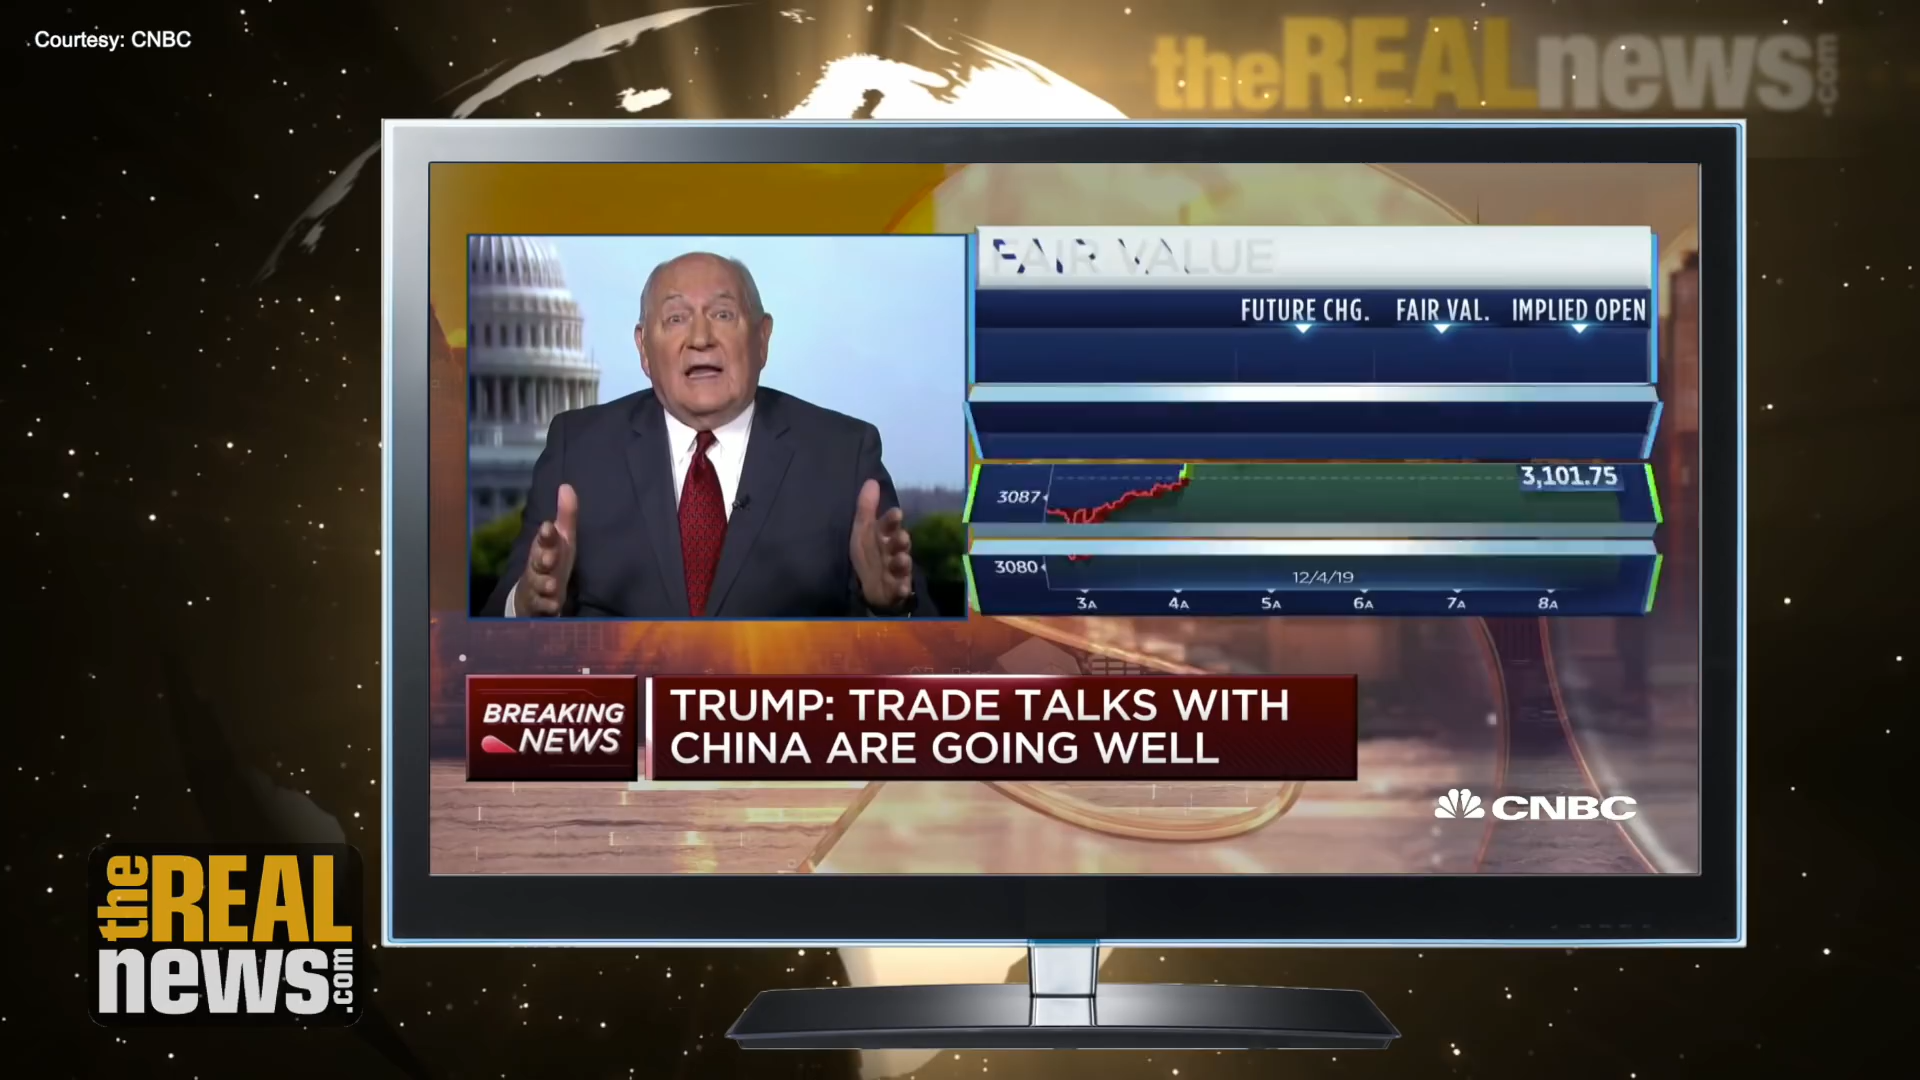 Courtesy: CNBC
theREALnews.com
FAIR VALUE
FUTURE CHG. FAIR VAL. IMPLIED OPEN
3,101.75
3087
3080
12/4/19
3A 4A 5A 6A 7A 8A
BREAKING
NEWS
TRUMP: TRADE TALKS WITH
CHINA ARE GOING WELL
CNBC
the REAL
news.com